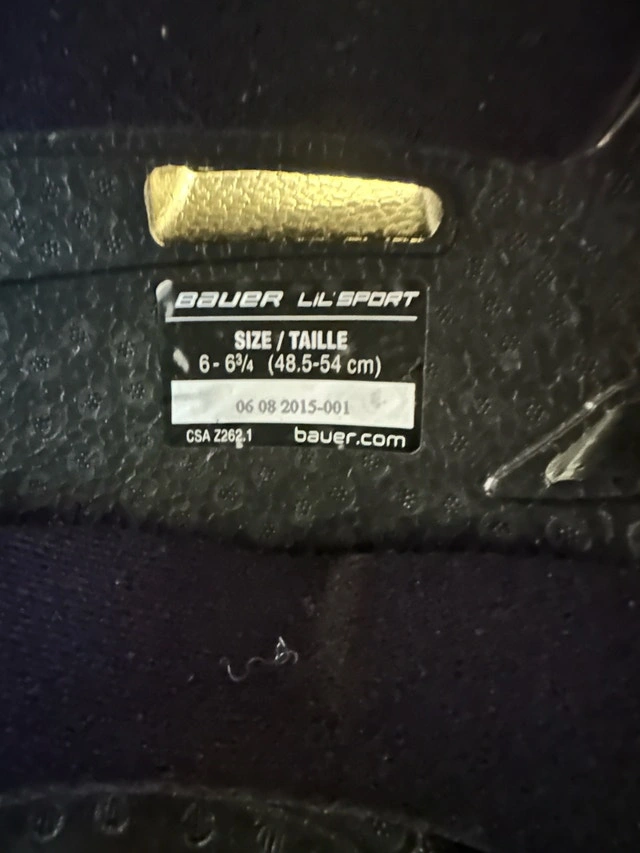 BAUER LIL SPORT
SIZE / TAILLE
6 - 6¾ (48.5-54 cm)
06 08 2015-001
CSA Z262.1 bauer.com